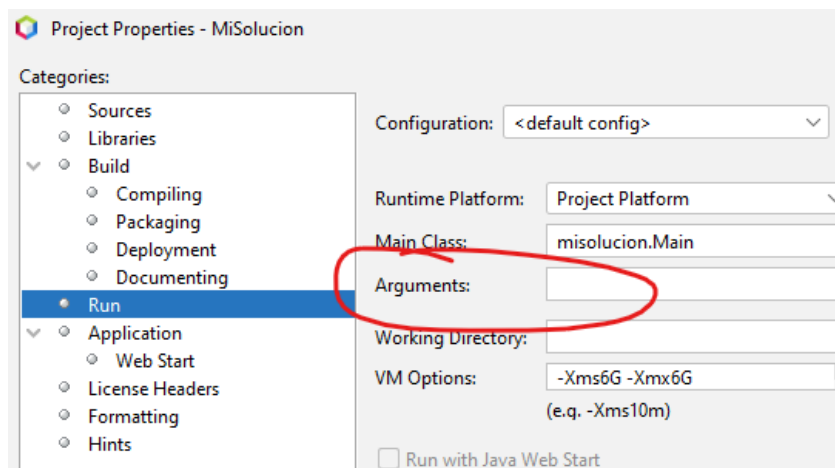 Project Properties - MiSolucion
Categories:
Sources
Libraries
Build
Compiling
Packaging
Deployment
Documenting
Run
Application
Web Start
License Headers
Formatting
Hints
Configuration: <default config>
Runtime Platform: Project Platform
Main Class: misolucion.Main
Arguments:
Working Directory:
VM Options: -Xms6G -Xmx6G
(e.g. -Xms10m)
Run with Java Web Start